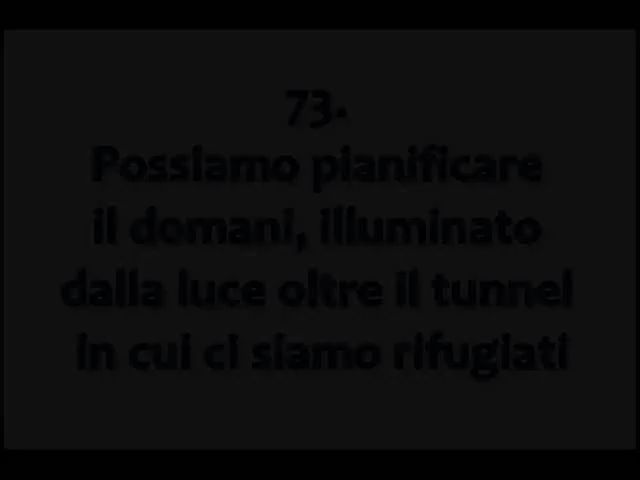 73.
Possiamo pianificare
il domani, illuminato
dalla luce oltre il tunnel
in cui ci siamo rifugiati